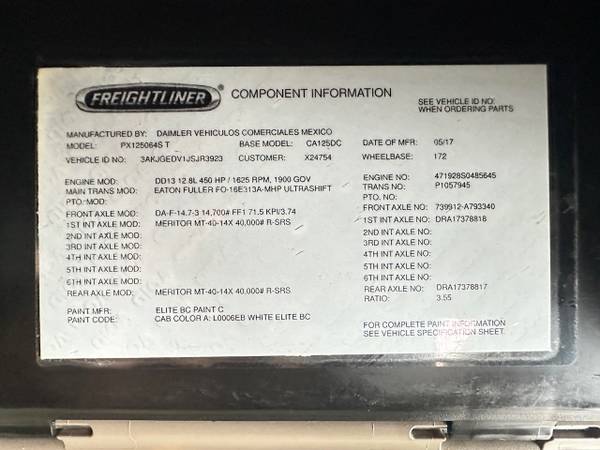 FREIGHTLINER® COMPONENT INFORMATION
SEE VEHICLE ID NO:
WHEN ORDERING PARTS
MANUFACTURED BY: DAIMLER VEHICULOS COMERCIALES MEXICO
MODEL: PX125064S T BASE MODEL: CA125DC DATE OF MFR: 05/17
VEHICLE ID NO: 3AKJGEDV1JSJR3923 CUSTOMER: X24754 WHEELBASE: 172
ENGINE MOD: DD13 12.8L 450 HP / 1625 RPM, 1900 GOV ENGINE NO: 471928S0485645
MAIN TRANS MOD: EATON FULLER FO-16E313A-MHP ULTRASHIFT TRANS NO: P1057945
PTO. MOD: PTO. NO:
FRONT AXLE MOD: DA-F-14.7-3 14,700# FF1 71.5 KPI/3.74 FRONT AXLE NO: 739912-A793340
1ST INT AXLE MOD: MERITOR MT-40-14X 40,000# R-SRS 1ST INT AXLE NO: DRA17378818
2ND INT AXLE MOD: 2ND INT AXLE NO:
3RD INT AXLE MOD: 3RD INT AXLE NO:
4TH INT AXLE MOD: 4TH INT AXLE NO:
5TH INT AXLE MOD: 5TH INT AXLE NO:
6TH INT AXLE MOD: 6TH INT AXLE NO:
REAR AXLE MOD: MERITOR MT-40-14X 40,000# R-SRS REAR AXLE NO: DRA17378817
RATIO: 3.55
PAINT MFR: ELITE BC PAINT C
PAINT CODE: CAB COLOR A: L0006EB WHITE ELITE BC
FOR COMPLETE PAINT INFORMATION
SEE VEHICLE SPECIFICATION SHEET.